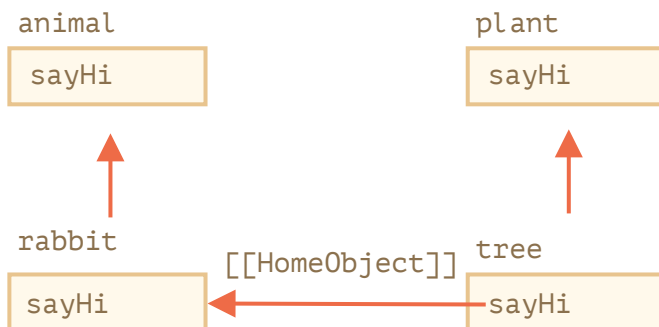 animal
plant
sayHi
sayHi
rabbit
[[HomeObject]]
tree
sayHi
sayHi